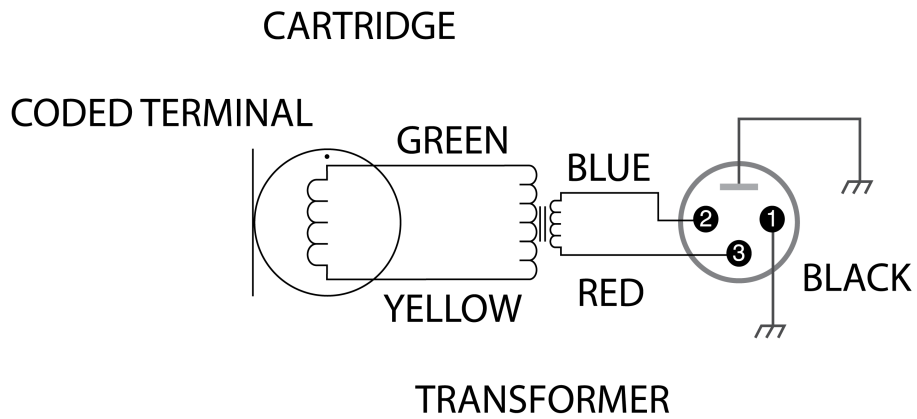 CARTRIDGE
CODED TERMINAL
GREEN
BLUE
2
1
3
BLACK
RED
YELLOW
TRANSFORMER